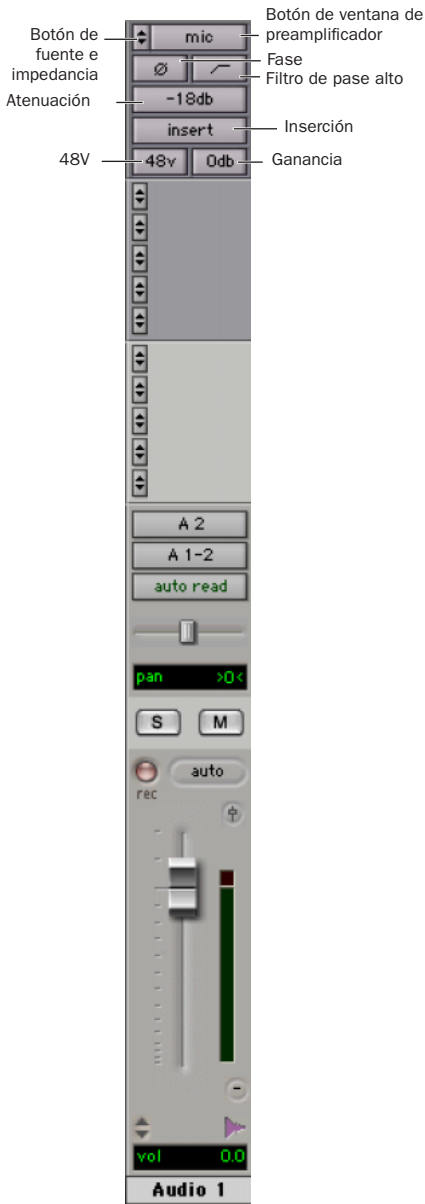 Botón de ventana de
preamplificador
Botón de
fuente e
impedancia
mic
Fase
Ø
Filtro de pase alto
Atenuación
-18db
insert
Inserción
48V
48v
0db
Ganancia
A 2
A 1-2
auto read
pan >0<
S M
auto
rec
vol 0.0
Audio 1